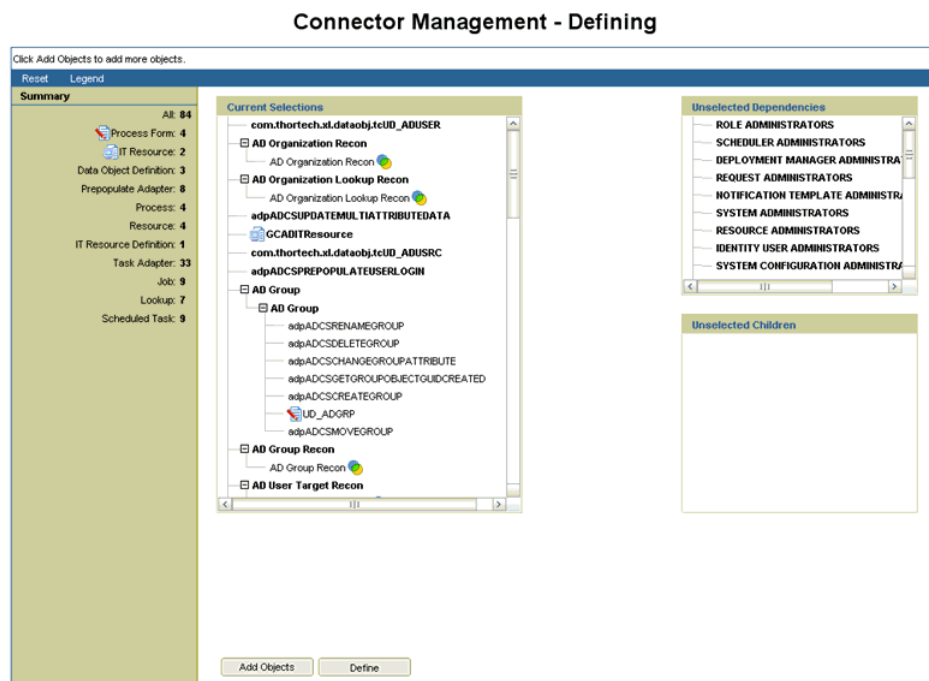 Connector Management - Defining
Click Add Objects to add more objects.
Reset Legend
Summary
All: 84
Process Form: 4
IT Resource: 2
Data Object Definition: 3
Prepopulate Adapter: 8
Process: 4
Resource: 4
IT Resource Definition: 1
Task Adapter: 33
Job: 9
Lookup: 7
Scheduled Task: 9
Current Selections
com.thortech.xl.dataobj.tcUD_ADUSER
AD Organization Recon
AD Organization Recon
AD Organization Lookup Recon
AD Organization Lookup Recon
adpADCSUPDATEMULTIATTRIBUTEDATA
GCADITResource
com.thortech.xl.dataobj.tcUD_ADUSRC
adpADCSPREPOPULATEUSERLOGIN
AD Group
AD Group
adpADCSRENAMEGROUP
adpADCSDELETEGROUP
adpADCSCHANGEGROUPATTRIBUTE
adpADCSGETGROUPOBJECTGUIDCREATED
adpADCSCREATEGROUP
UD_ADGRP
adpADCSMOVEGROUP
AD Group Recon
AD Group Recon
AD User Target Recon
Unselected Dependencies
ROLE ADMINISTRATORS
SCHEDULER ADMINISTRATORS
DEPLOYMENT MANAGER ADMINISTRA
REQUEST ADMINISTRATORS
NOTIFICATION TEMPLATE ADMINISTR
SYSTEM ADMINISTRATORS
RESOURCE ADMINISTRATORS
IDENTITY USER ADMINISTRATORS
SYSTEM CONFIGURATION ADMINISTRA
Unselected Children
Add Objects Define